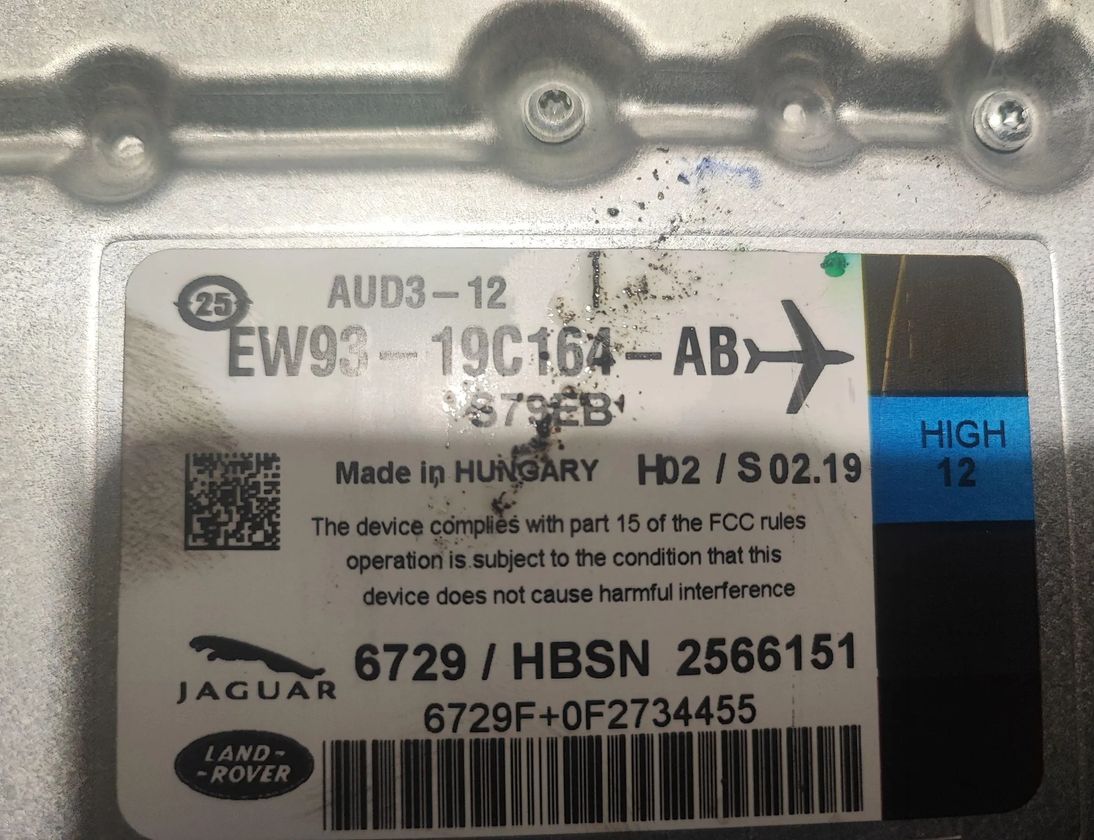 25
AUD3-12
EW93-19C164-AB
HIGH
12
Made in HUNGARY H02 / S 02.19
The device complies with part 15 of the FCC rules
operation is subject to the condition that this
device does not cause harmful interference
JAGUAR
6729 / HBSN 2566151
6729F+0F2734455
LAND-
-ROVER